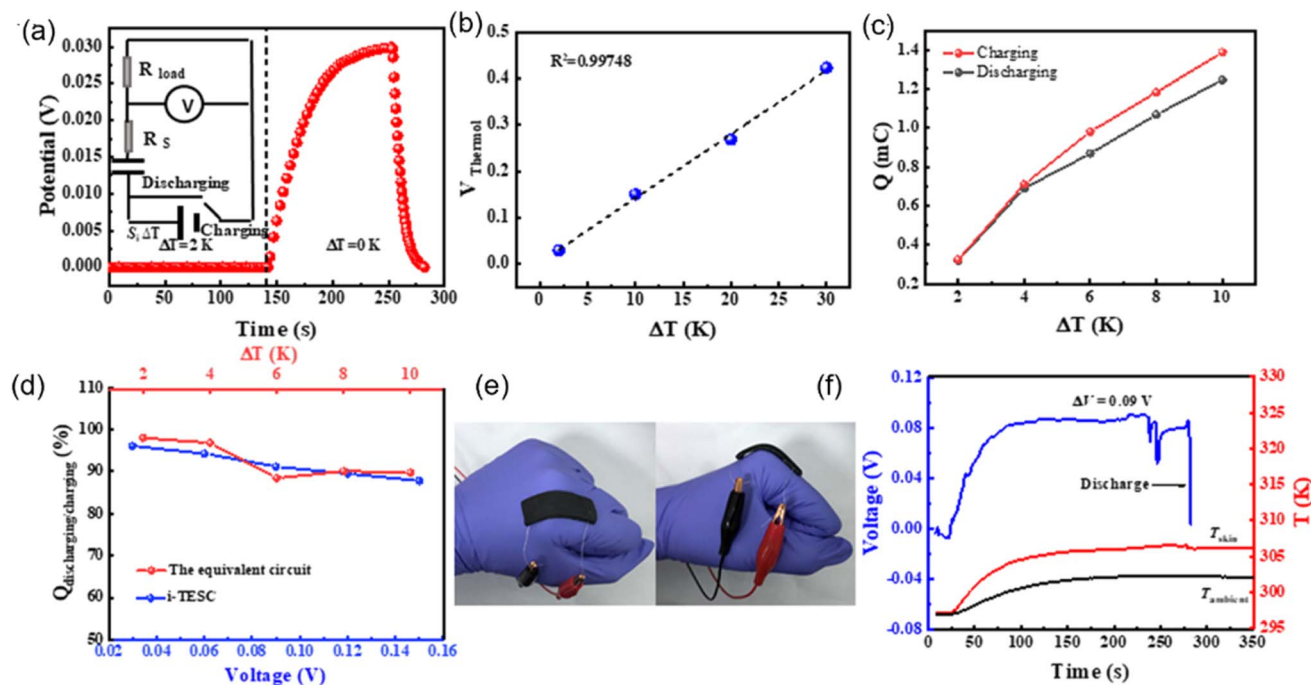 (a)
Potential (V)
0.030
0.025
0.020
0.015
0.010
0.005
0.000
R load
V
R S
Discharging
Charging
Si ΔT
ΔT=2 K
ΔT=0 K
0 50 100 150 200 250 300
Time (s)
(b)
V Thermol
0.5
0.4
0.3
0.2
0.1
0.0
R²=0.99748
0 5 10 15 20 25 30
ΔT (K)
(c)
Q (mC)
1.4
1.2
1.0
0.8
0.6
0.4
0.2
Charging
Discharging
2 4 6 8 10
ΔT (K)
(d)
ΔT (K)
2 4 6 8 10
Qdischarging/charging (%)
110
100
90
80
70
60
50
The equivalent circuit
i-TESC
0.02 0.04 0.06 0.08 0.10 0.12 0.14 0.16
Voltage (V)
(e)
(f)
Voltage (V)
0.12
0.08
0.04
0.00
-0.04
-0.08
ΔU = 0.09 V
Discharge
Tskin
Tambient
330
325
320
315
310
305
300
295
T (K)
0 50 100 150 200 250 300 350
Time (s)